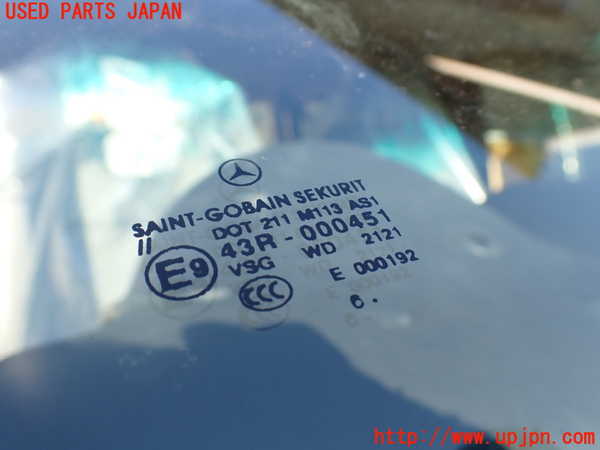 USED PARTS JAPAN
SAINT-GOBAIN SEKURIT
II DOT 211 M113 AS1
E9 43R-000451
VSG WD 2121
CCC E 000192
6.
http://www.upjpn.com/